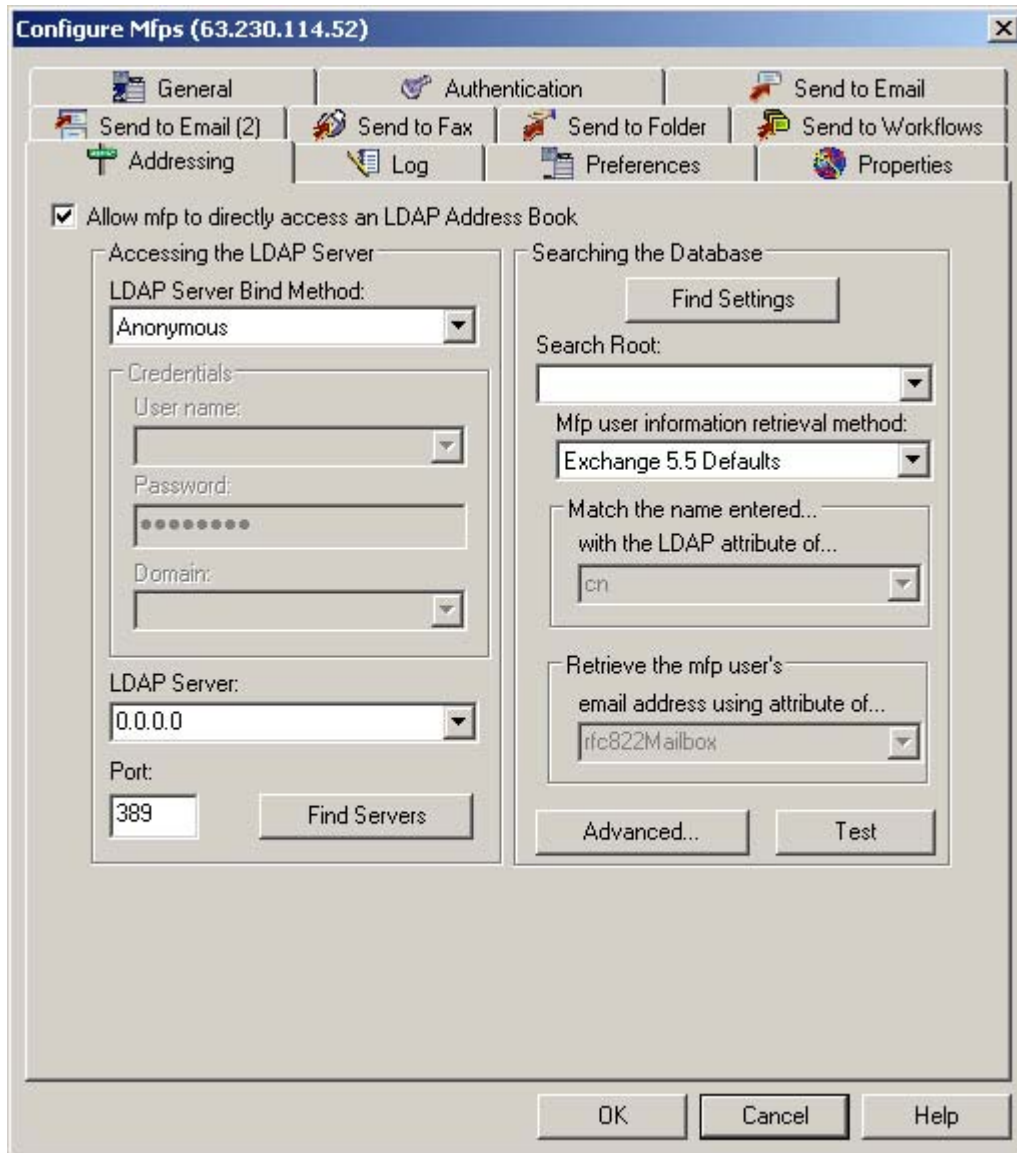 Configure Mfps (63.230.114.52)
General
Authentication
Send to Email
Send to Email (2)
Send to Fax
Send to Folder
Send to Workflows
Addressing
Log
Preferences
Properties
Allow mfp to directly access an LDAP Address Book
Accessing the LDAP Server
LDAP Server Bind Method:
Anonymous
Credentials
User name:
Password:
Domain:
LDAP Server:
0.0.0.0
Port:
389
Find Servers
Searching the Database
Find Settings
Search Root:
Mfp user information retrieval method:
Exchange 5.5 Defaults
Match the name entered...
with the LDAP attribute of...
cn
Retrieve the mfp user's
email address using attribute of...
rfc822Mailbox
Advanced...
Test
OK
Cancel
Help